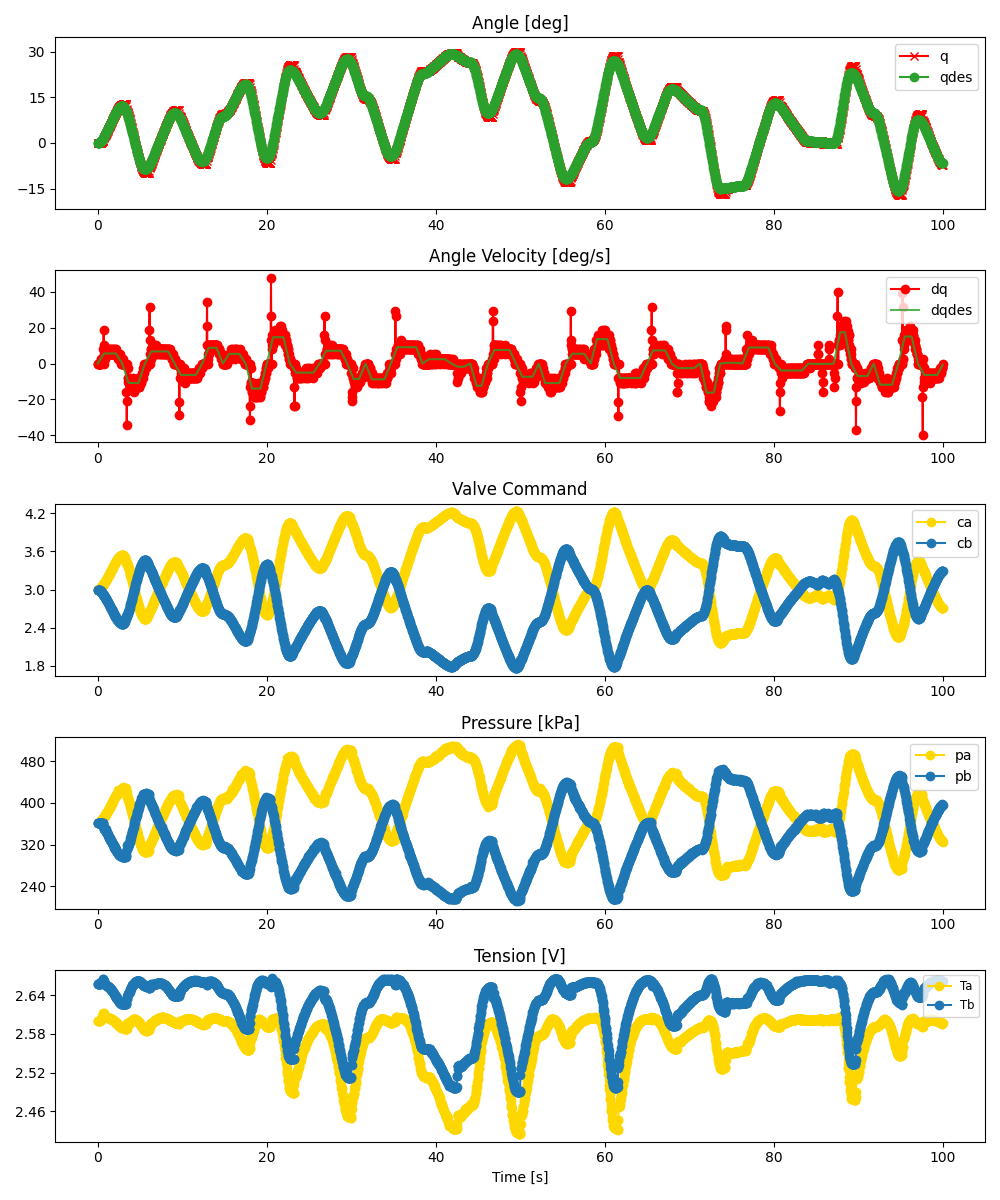 Angle [deg]
30
15
0
−15
q
qdes
0 20 40 60 80 100
Angle Velocity [deg/s]
40
20
0
−20
−40
dq
dqdes
0 20 40 60 80 100
Valve Command
4.2
3.6
3.0
2.4
1.8
ca
cb
0 20 40 60 80 100
Pressure [kPa]
480
400
320
240
pa
pb
0 20 40 60 80 100
Tension [V]
2.64
2.58
2.52
2.46
Ta
Tb
0 20 40 60 80 100
Time [s]